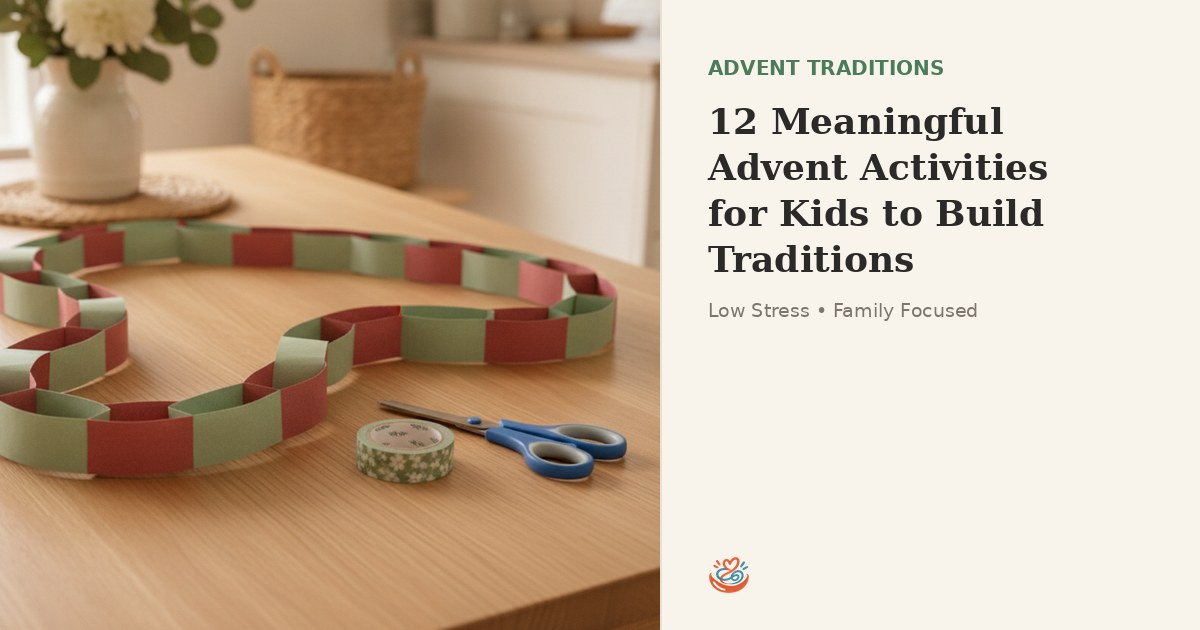 ADVENT TRADITIONS
12 Meaningful
Advent Activities
for Kids to Build
Traditions
Low Stress • Family Focused